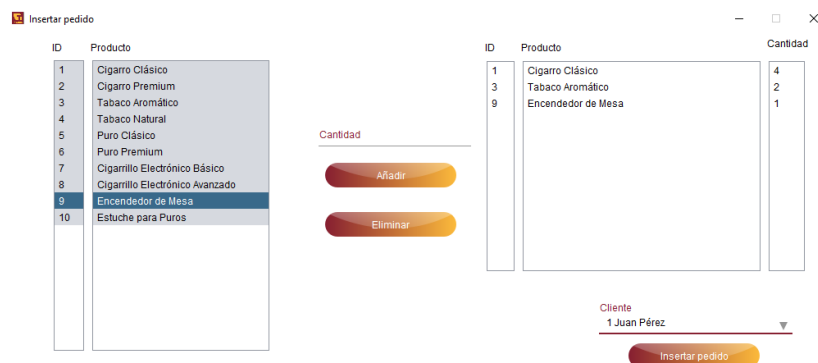 Insertar pedido
ID Producto
1 Cigarro Clásico
2 Cigarro Premium
3 Tabaco Aromático
4 Tabaco Natural
5 Puro Clásico
6 Puro Premium
7 Cigarrillo Electrónico Básico
8 Cigarrillo Electrónico Avanzado
9 Encendedor de Mesa
10 Estuche para Puros
Cantidad
Añadir
Eliminar
ID Producto Cantidad
1 Cigarro Clásico 4
3 Tabaco Aromático 2
9 Encendedor de Mesa 1
Cliente
1 Juan Pérez
Insertar pedido